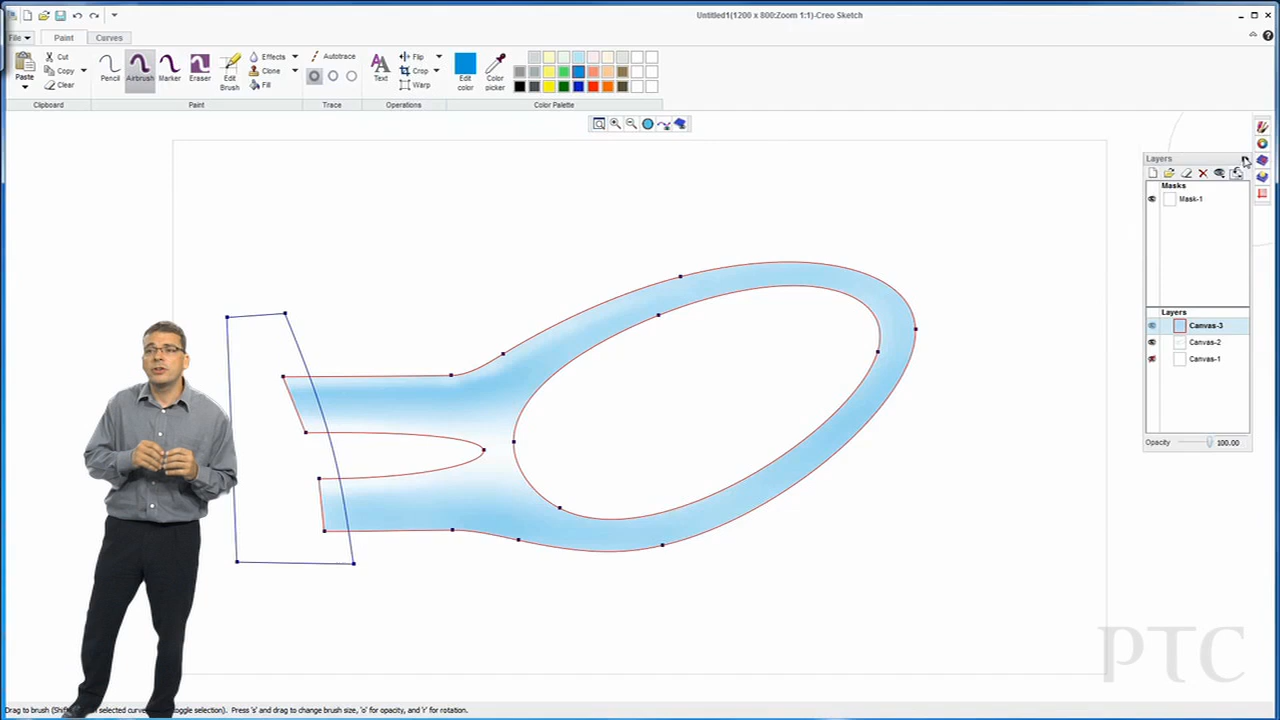 Untitled1(1200 x 800:Zoom 1:1)-Creo Sketch
File Paint Curves
Paste Cut Copy Clear
Pencil Airbrush Marker Eraser Edit Brush Effects Clone Fill
Autotrace
Text Flip Crop Warp
Edit color Color picker
Clipboard Paint Trace Operations Color Palette
Layers
Masks
Mask-1
Layers
Canvas-3
Canvas-2
Canvas-1
Opacity 100.00
PTC
Drag to brush (Shif selected curve oggle selection). Press 's' and drag to change brush size, 'o' for opacity, and 'r' for rotation.